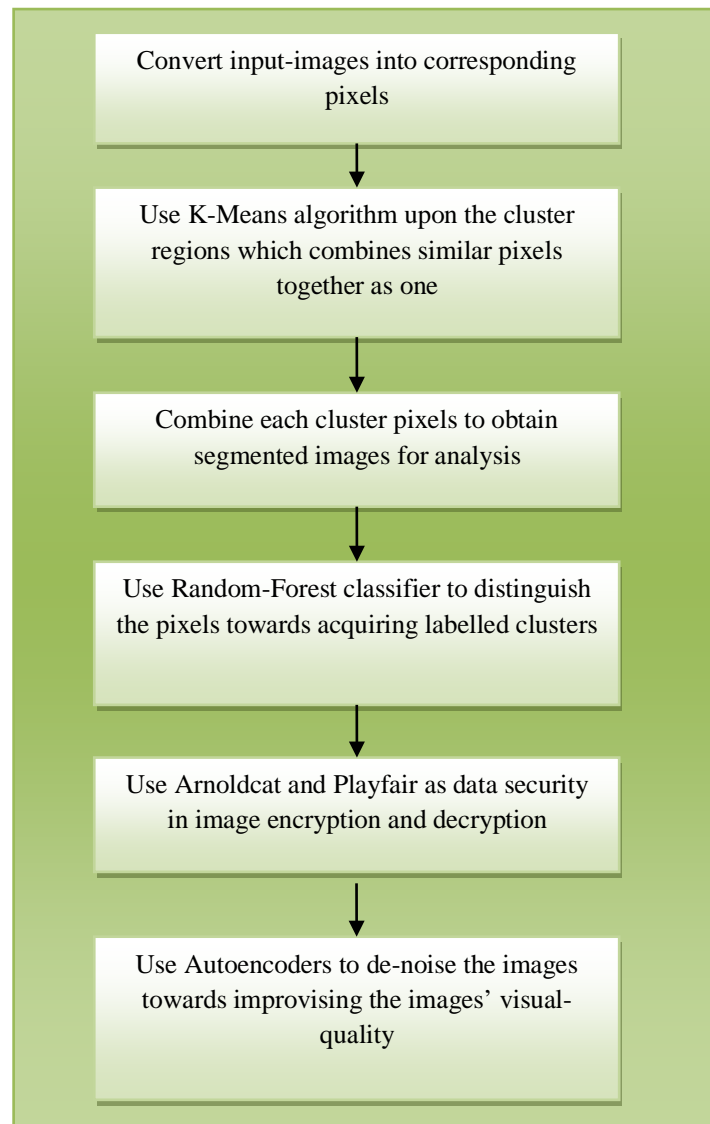 Convert input-images into corresponding
pixels
Use K-Means algorithm upon the cluster
regions which combines similar pixels
together as one
Combine each cluster pixels to obtain
segmented images for analysis
Use Random-Forest classifier to distinguish
the pixels towards acquiring labelled clusters
Use Arnoldcat and Playfair as data security
in image encryption and decryption
Use Autoencoders to de-noise the images
towards improvising the images’ visual-
quality